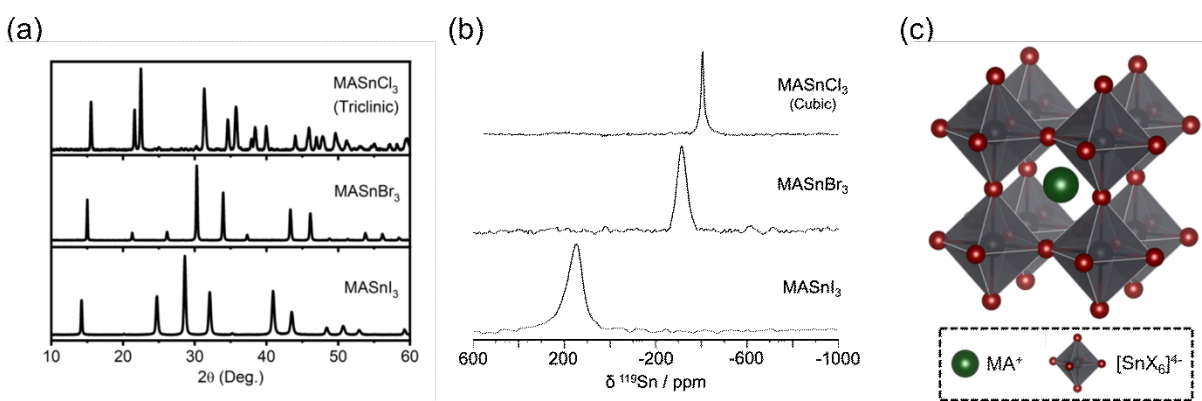 (a)
MASnCl₃
(Triclinic)
MASnBr₃
MASnI₃
10 20 30 40 50 60
2θ (Deg.)
(b)
MASnCl₃
(Cubic)
MASnBr₃
MASnI₃
600 200 -200 -600 -1000
δ ¹¹⁹Sn / ppm
(c)
MA⁺
[SnX₆]⁴⁻